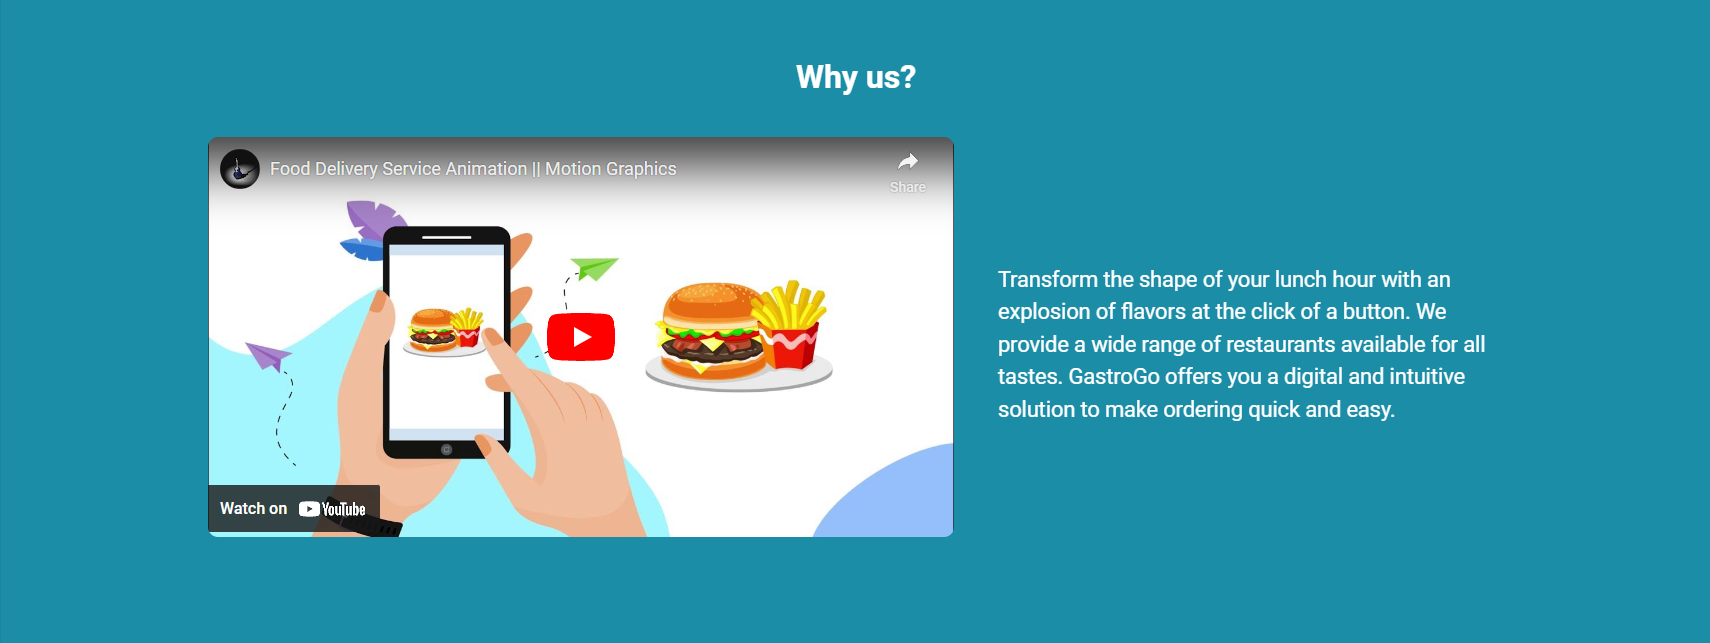 Why us?
Food Delivery Service Animation || Motion Graphics
Share
Watch on YouTube
Transform the shape of your lunch hour with an
explosion of flavors at the click of a button. We
provide a wide range of restaurants available for all
tastes. GastroGo offers you a digital and intuitive
solution to make ordering quick and easy.